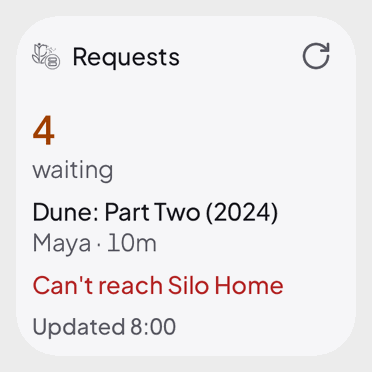 Requests
4
waiting
Dune: Part Two (2024)
Maya · 10m
Can't reach Silo Home
Updated 8:00